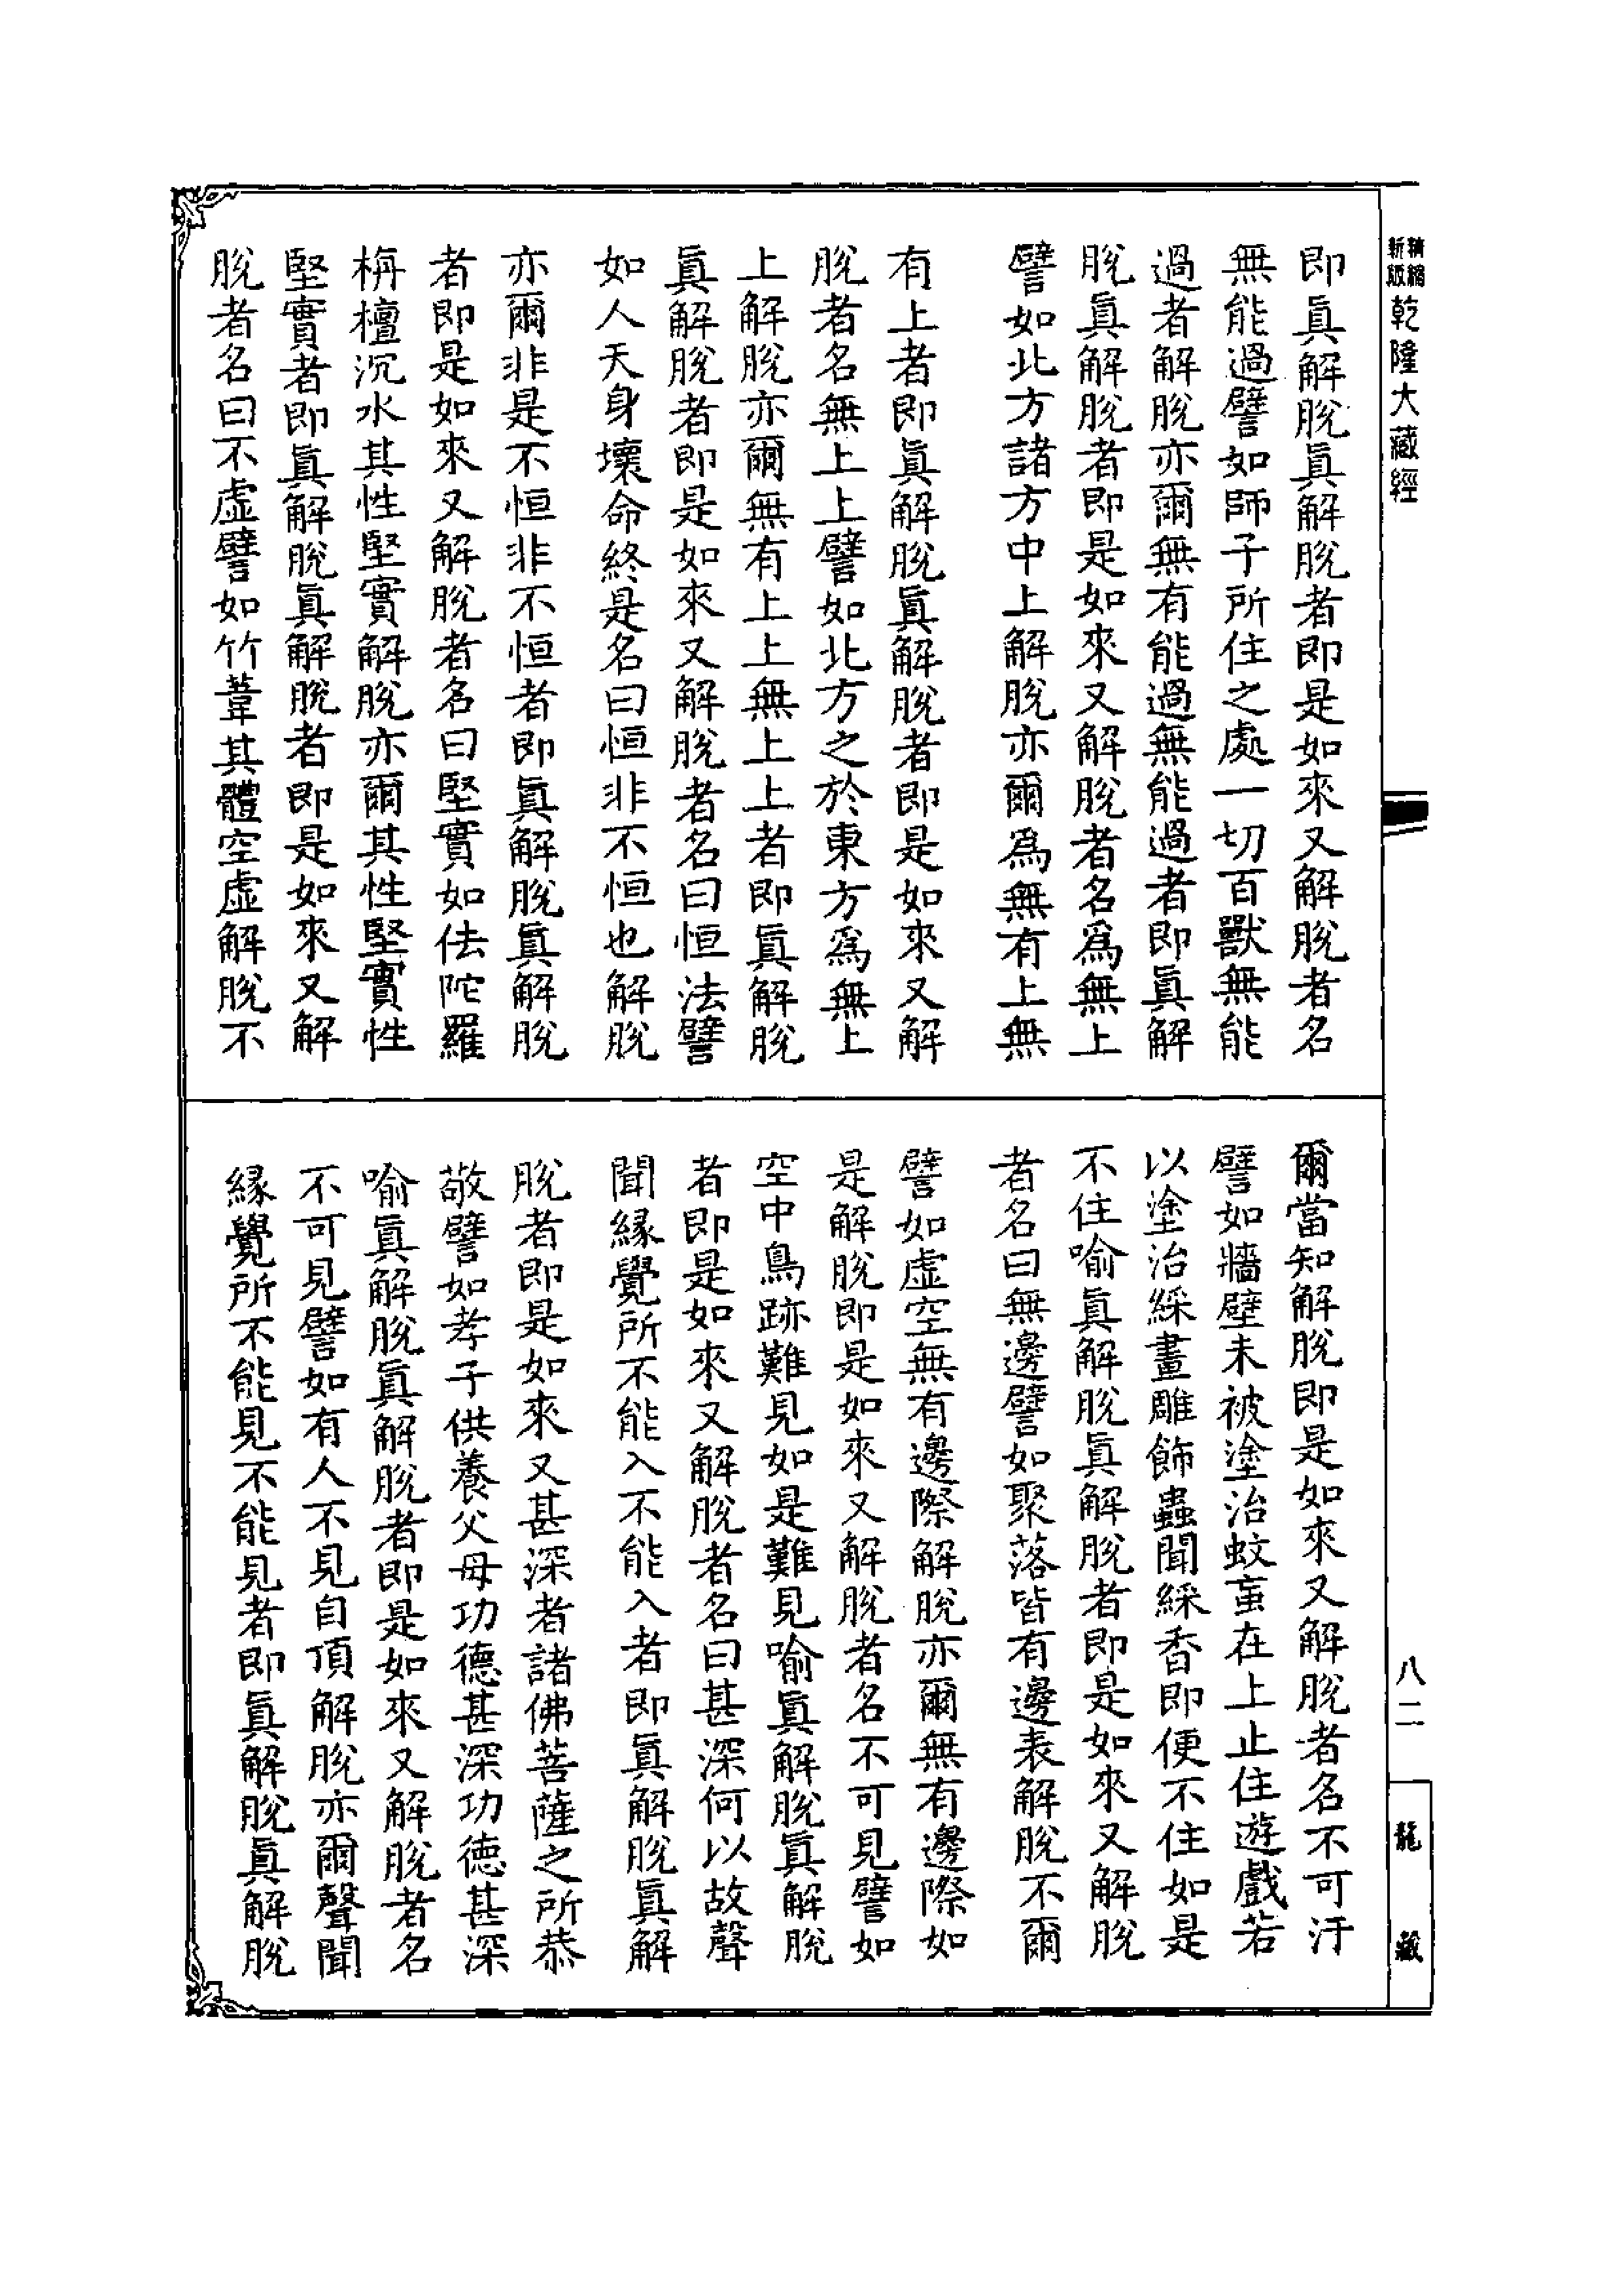 精縮新版乾隆大藏經
即眞解脫眞解脫者即是如來又解脫者名
無能過譬如師子所住之處一切百獸無能
過者解脫亦爾無有能過無能過者即眞解
脫眞解脫者即是如來又解脫者名爲無上
譬如北方諸方中上解脫亦爾爲無有上無
有上者即眞解脫眞解脫者即是如來又解
脫者名無上上譬如北方之於東方爲無上
上解脫亦爾無有上上無上上者即眞解脫
眞解脫者即是如來又解脫者名曰恒法譬
如人天身壞命終是名曰恒非不恒也解脫
亦爾非是不恒非不恒者即眞解脫眞解脫
者即是如來又解脫者名曰堅實如佉陀羅
栴檀沉水其性堅實解脫亦爾其性堅實性
堅實者即眞解脫眞解脫者即是如來又解
脫者名曰不虛譬如竹葦其體空虛解脫不
爾當知解脫即是如來又解脫者名不可汙
譬如牆壁未被塗治蚊䖟在上止住遊戲若
以塗治綵畫雕飾蟲聞綵香即便不住如是
不住喻眞解脫眞解脫者即是如來又解脫
者名曰無邊譬如聚落皆有邊表解脫不爾
譬如虛空無有邊際解脫亦爾無有邊際如
是解脫即是如來又解脫者名不可見譬如
空中鳥跡難見如是難見喻眞解脫眞解脫
者即是如來又解脫者名曰甚深何以故聲
聞緣覺所不能入不能入者即眞解脫眞解
脫者即是如來又甚深者諸佛菩薩之所恭
敬譬如孝子供養父母功德甚深功德甚深
喻眞解脫眞解脫者即是如來又解脫者名
不可見譬如有人不見自頂解脫亦爾聲聞
緣覺所不能見不能見者即眞解脫眞解脫
八二
龍藏